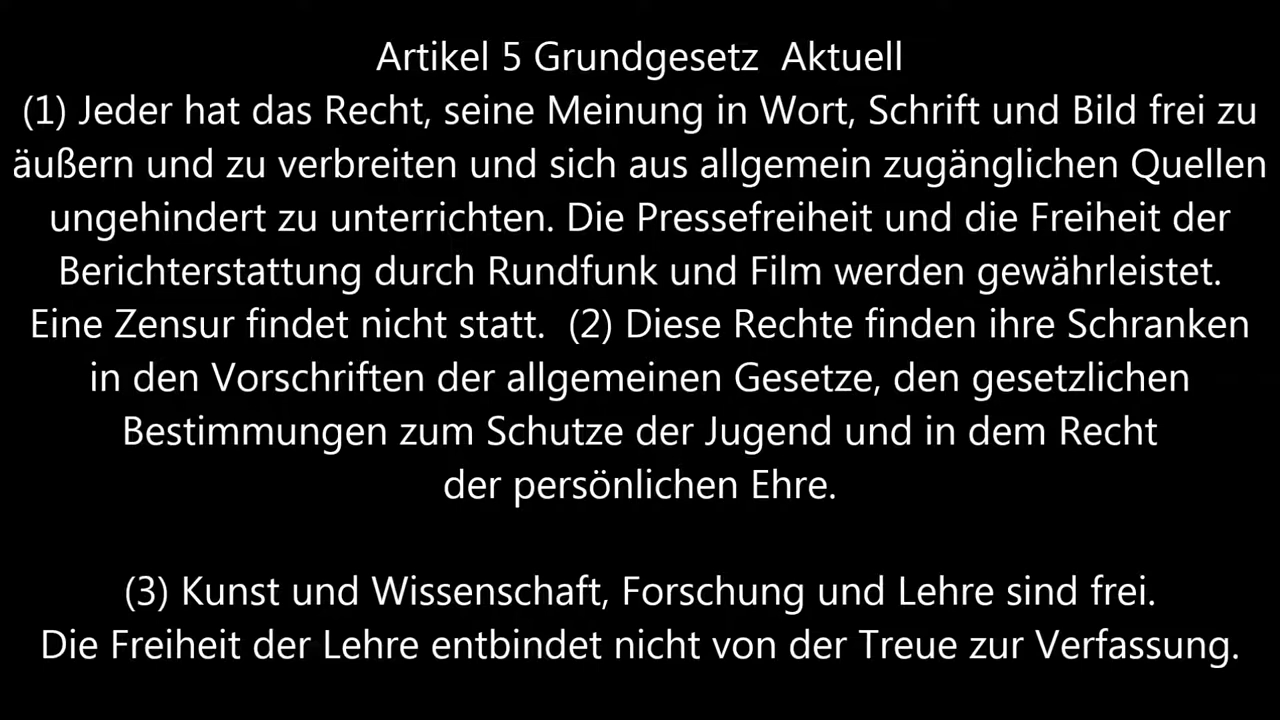 Artikel 5 Grundgesetz  Aktuell
(1) Jeder hat das Recht, seine Meinung in Wort, Schrift und Bild frei zu
äußern und zu verbreiten und sich aus allgemein zugänglichen Quellen
ungehindert zu unterrichten. Die Pressefreiheit und die Freiheit der
Berichterstattung durch Rundfunk und Film werden gewährleistet.
Eine Zensur findet nicht statt.  (2) Diese Rechte finden ihre Schranken
in den Vorschriften der allgemeinen Gesetze, den gesetzlichen
Bestimmungen zum Schutze der Jugend und in dem Recht
der persönlichen Ehre.
(3) Kunst und Wissenschaft, Forschung und Lehre sind frei.
Die Freiheit der Lehre entbindet nicht von der Treue zur Verfassung.